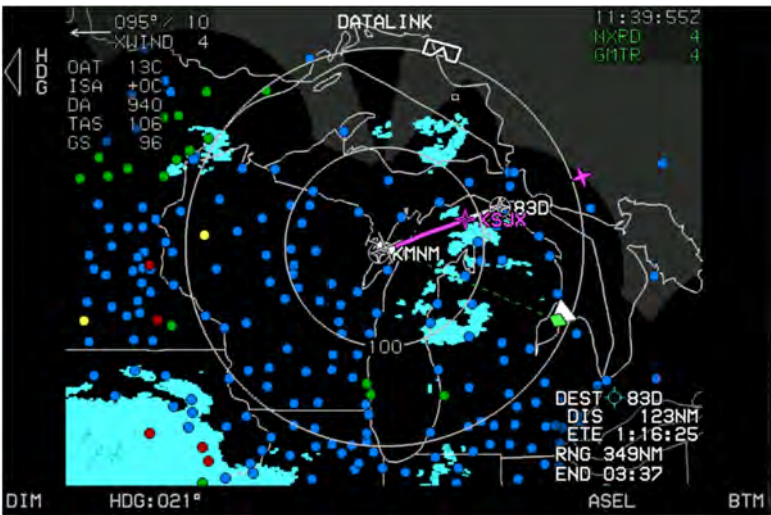 095°/ 10
XWIND 4
DATALINK
11:39:55Z
NXRD 4
GMTR 4
HDG
OAT 13C
ISA +0C
DA 940
TAS 106
GS 96
83D
KSJX
KMNM
100
DEST 83D
DIS 123NM
ETE 1:16:25
RNG 349NM
END 03:37
DIM
HDG:021°
ASEL
BTM